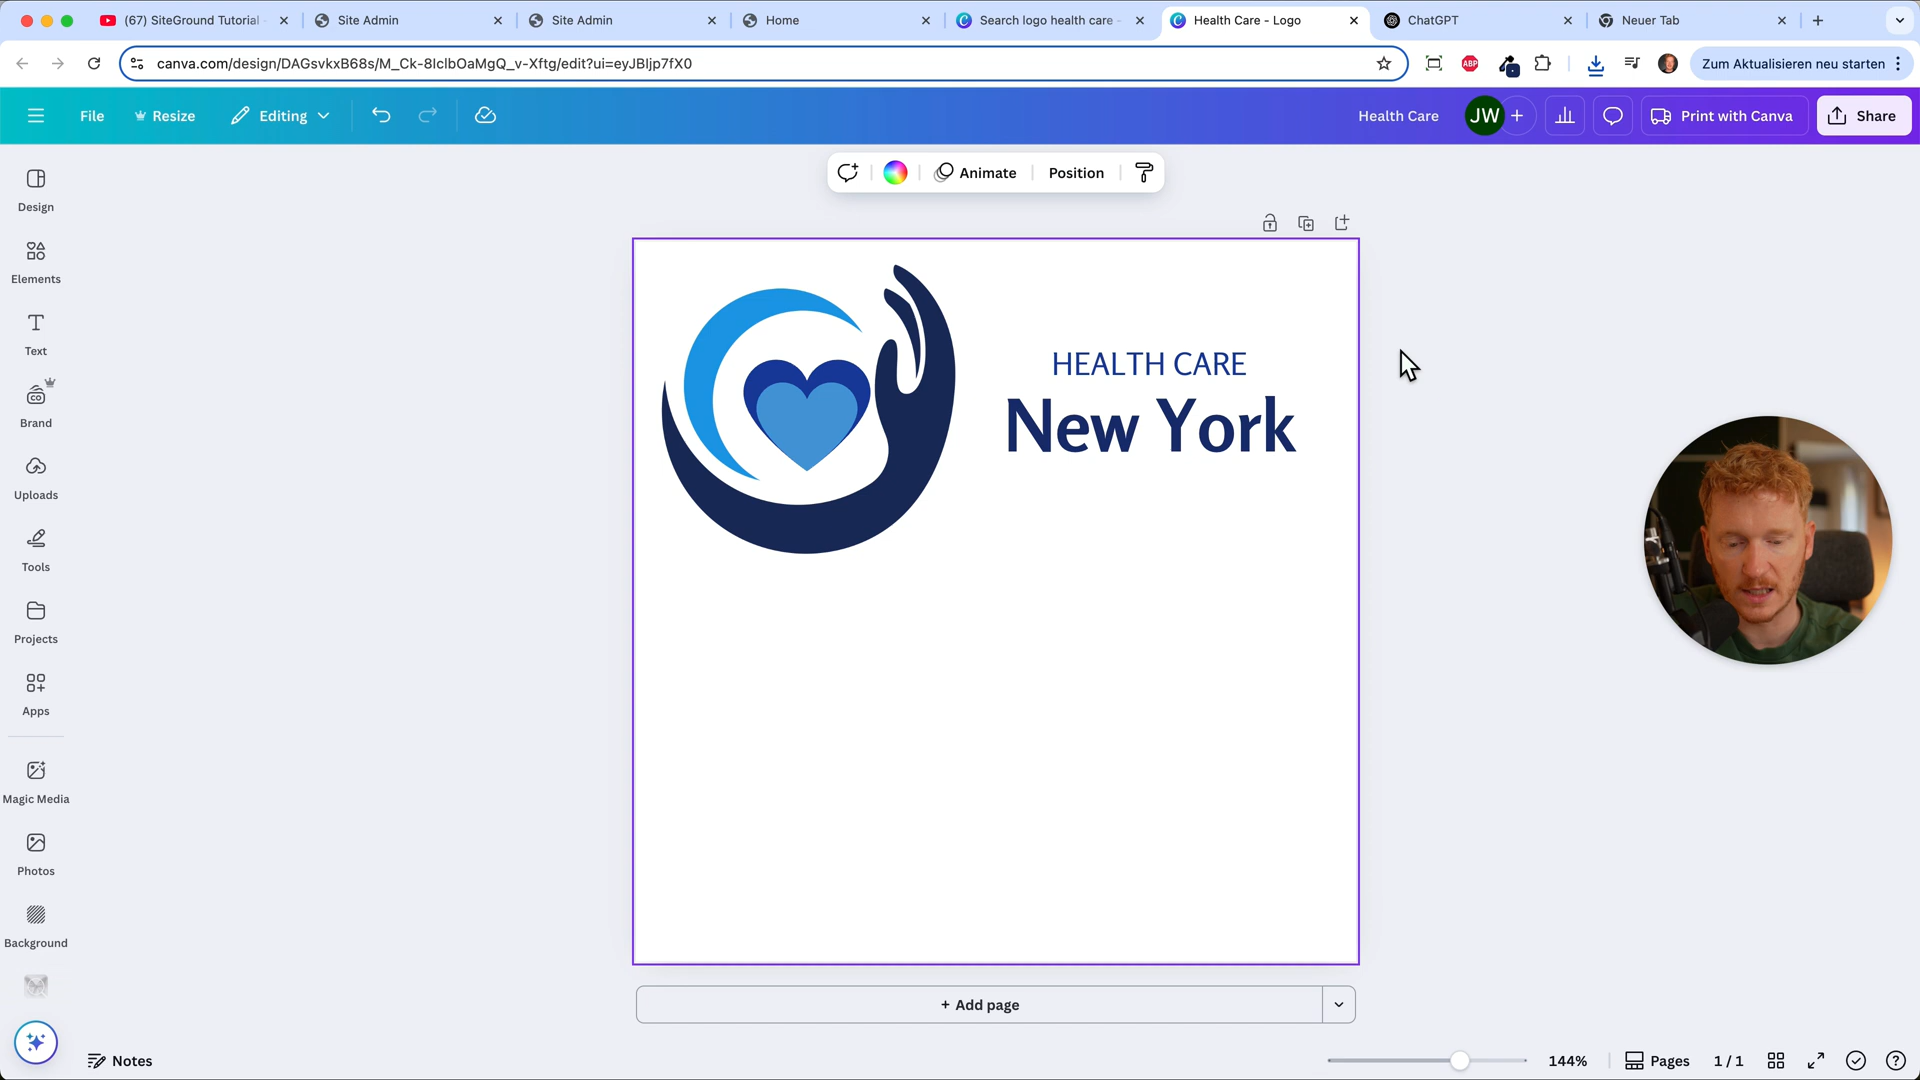 (67) SiteGround Tutorial
Site Admin
Site Admin
Home
Search logo health care -
Health Care - Logo
ChatGPT
Neuer Tab
canva.com/design/DAGsvkxB68s/M_Ck-8lclbOaMgQ_v-Xftg/edit?ui=eyJBIjp7fX0
ABP
Zum Aktualisieren neu starten
File
Resize
Editing
Health Care
JW
Print with Canva
Share
Animate
Position
Design
Elements
Text
Brand
Uploads
Tools
Projects
Apps
Magic Media
Photos
Background
HEALTH CARE
New York
+ Add page
Notes
144%
Pages
1 / 1